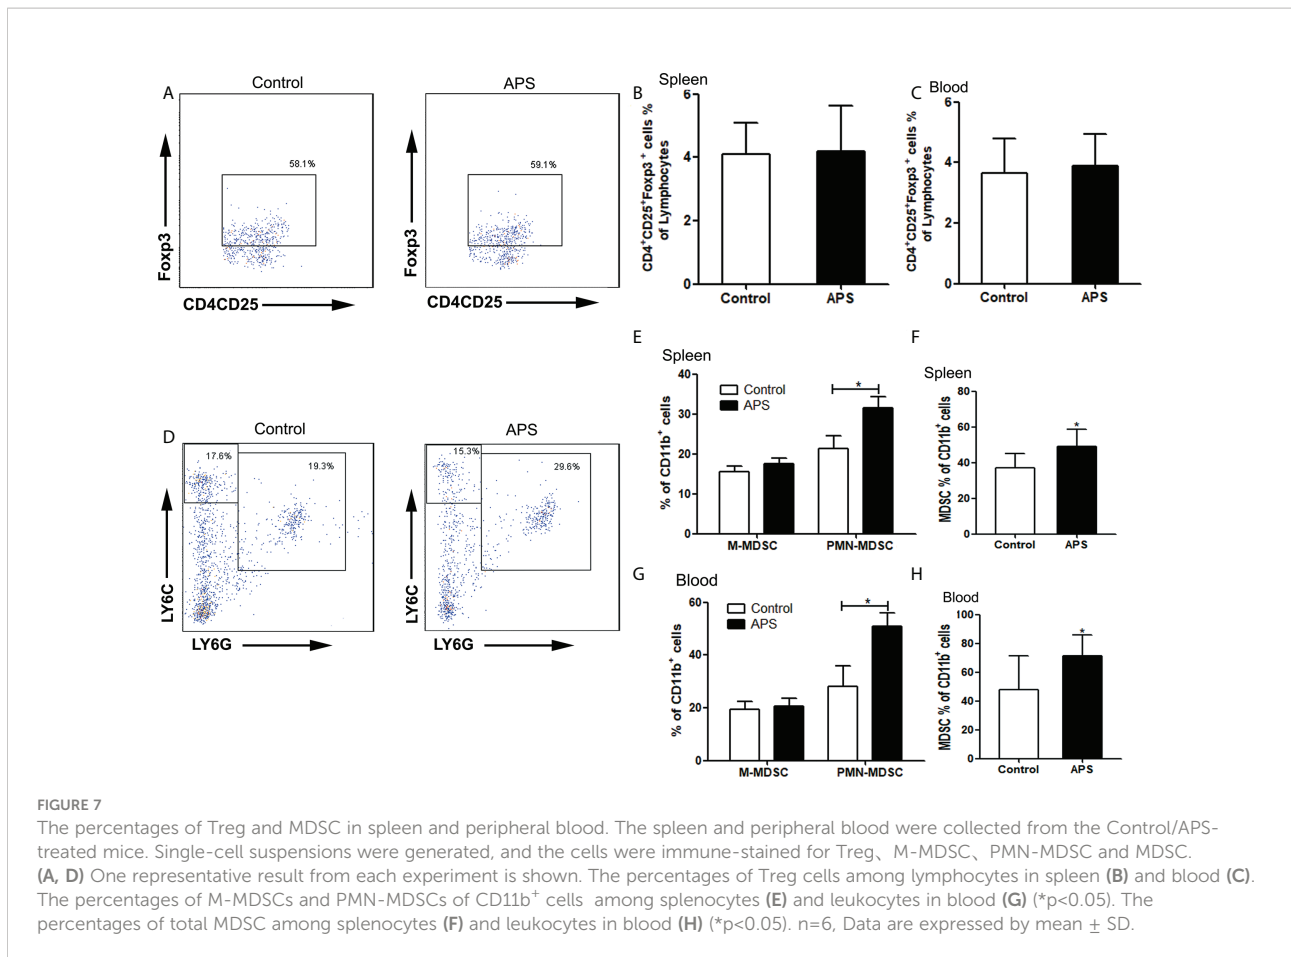 A
Control
58.1%
Foxp3
CD4CD25
APS
59.1%
Foxp3
CD4CD25
B
Spleen
CD4⁺CD25⁺Foxp3⁺ cells %
of Lymphocytes
6
4
2
0
Control APS
C
Blood
CD4⁺CD25⁺Foxp3⁺ cells %
of Lymphocytes
6
4
2
0
Control APS
D
Control
17.6%
19.3%
LY6C
LY6G
APS
15.3%
29.6%
LY6C
LY6G
E
Spleen
% of CD11b⁺ cells
40
30
20
10
0
Control
APS
*
M-MDSC PMN-MDSC
F
Spleen
MDSC % of CD11b⁺ cells
80
60
40
20
0
*
Control APS
G
Blood
% of CD11b⁺ cells
60
40
20
0
Control
APS
*
M-MDSC PMN-MDSC
H
Blood
MDSC % of CD11b⁺ cells
100
80
60
40
20
0
*
Control APS
FIGURE 7
The percentages of Treg and MDSC in spleen and peripheral blood. The spleen and peripheral blood were collected from the Control/APS-
treated mice. Single-cell suspensions were generated, and the cells were immune-stained for Treg、M-MDSC、PMN-MDSC and MDSC.
(A, D) One representative result from each experiment is shown. The percentages of Treg cells among lymphocytes in spleen (B) and blood (C).
The percentages of M-MDSCs and PMN-MDSCs of CD11b⁺ cells among splenocytes (E) and leukocytes in blood (G) (*p<0.05). The
percentages of total MDSC among splenocytes (F) and leukocytes in blood (H) (*p<0.05). n=6, Data are expressed by mean ± SD.